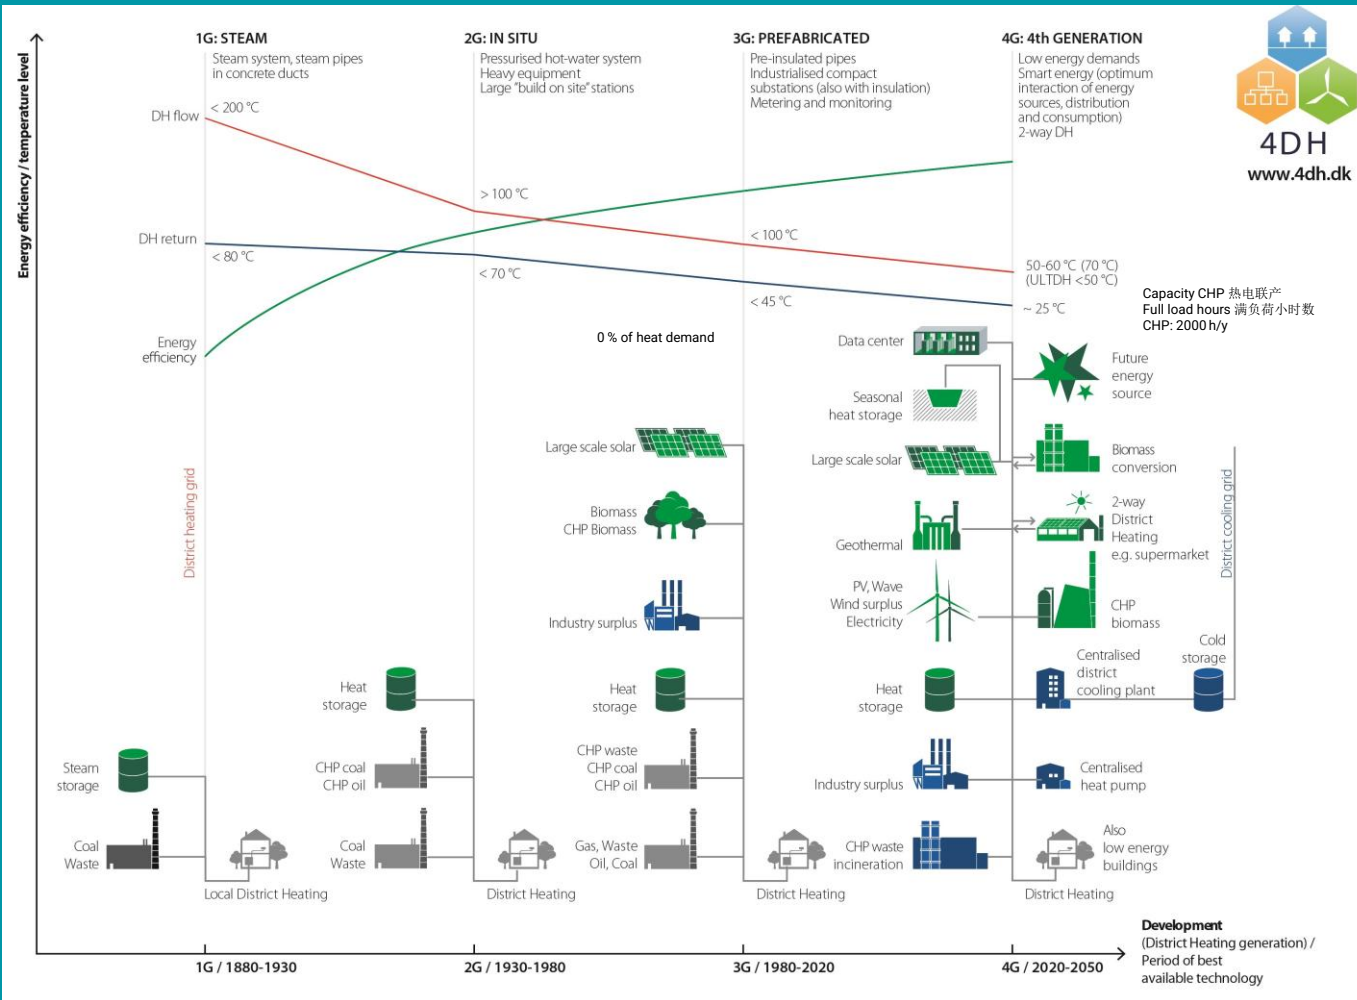 1G: STEAM
Steam system, steam pipes
in concrete ducts
2G: IN SITU
Pressurised hot-water system
Heavy equipment
Large "build on site" stations
3G: PREFABRICATED
Pre-insulated pipes
Industrialised compact
substations (also with insulation)
Metering and monitoring
4G: 4th GENERATION
Low energy demands
Smart energy (optimum
interaction of energy
sources, distribution
and consumption)
2-way DH
4DH
www.4dh.dk
Energy efficiency / temperature level
DH flow
< 200 °C
> 100 °C
< 100 °C
50-60 °C (70 °C)
(ULTDH <50 °C)
DH return
< 80 °C
< 70 °C
< 45 °C
~ 25 °C
Energy
efficiency
Capacity CHP 热电联产
Full load hours 满负荷小时数
CHP: 2000 h/y
0 % of heat demand
District heating grid
Steam
storage
Coal
Waste
Local District Heating
Heat
storage
CHP coal
CHP oil
Coal
Waste
District Heating
Large scale solar
Biomass
CHP Biomass
Industry surplus
Heat
storage
CHP waste
CHP coal
CHP oil
Gas, Waste
Oil, Coal
District Heating
Data center
Seasonal
heat storage
Large scale solar
Geothermal
PV, Wave
Wind surplus
Electricity
Heat
storage
Industry surplus
CHP waste
incineration
Future
energy
source
Biomass
conversion
2-way
District
Heating
e.g. supermarket
CHP
biomass
Centralised
district
cooling plant
Cold
storage
District cooling grid
Centralised
heat pump
Also
low energy
buildings
District Heating
1G / 1880-1930
2G / 1930-1980
3G / 1980-2020
4G / 2020-2050
Development
(District Heating generation) /
Period of best
available technology